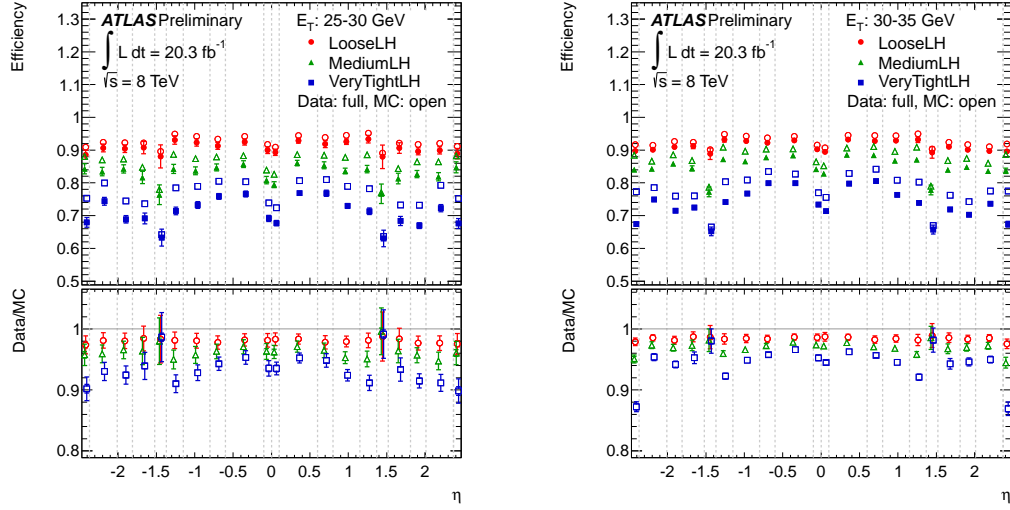 Efficiency
1.3
1.2
1.1
1
0.9
0.8
0.7
0.6
0.5
ATLAS Preliminary
∫ L dt = 20.3 fb⁻¹
√s = 8 TeV
E_T: 25-30 GeV
LooseLH
MediumLH
VeryTightLH
Data: full, MC: open
Data/MC
1
0.9
0.8
-2 -1.5 -1 -0.5 0 0.5 1 1.5 2
η
Efficiency
1.3
1.2
1.1
1
0.9
0.8
0.7
0.6
0.5
ATLAS Preliminary
∫ L dt = 20.3 fb⁻¹
√s = 8 TeV
E_T: 30-35 GeV
LooseLH
MediumLH
VeryTightLH
Data: full, MC: open
Data/MC
1
0.9
0.8
-2 -1.5 -1 -0.5 0 0.5 1 1.5 2
η